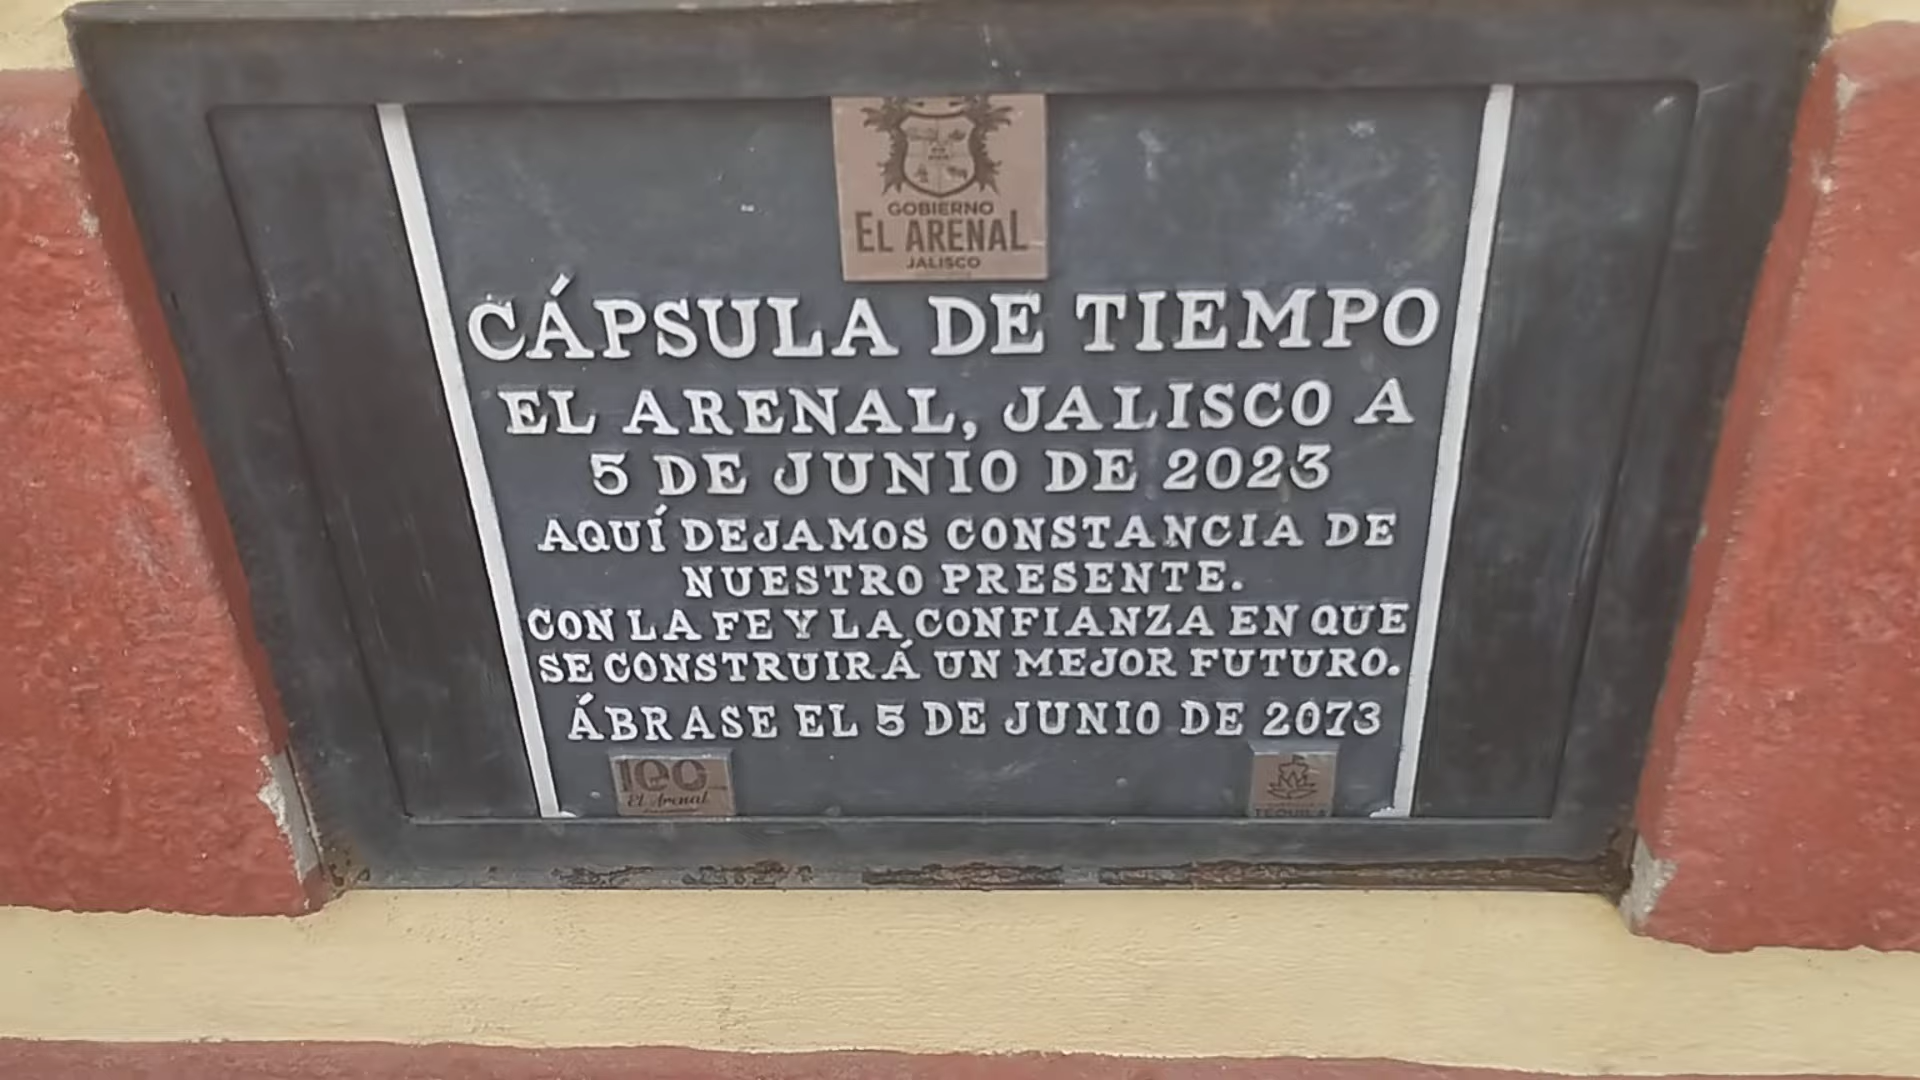 GOBIERNO
EL ARENAL
JALISCO
CÁPSULA DE TIEMPO
EL ARENAL, JALISCO A
5 DE JUNIO DE 2023
AQUÍ DEJAMOS CONSTANCIA DE
NUESTRO PRESENTE.
CON LA FE Y LA CONFIANZA EN QUE
SE CONSTRUIRÁ UN MEJOR FUTURO.
ÁBRASE EL 5 DE JUNIO DE 2073
100
El Arenal
TEQUILA